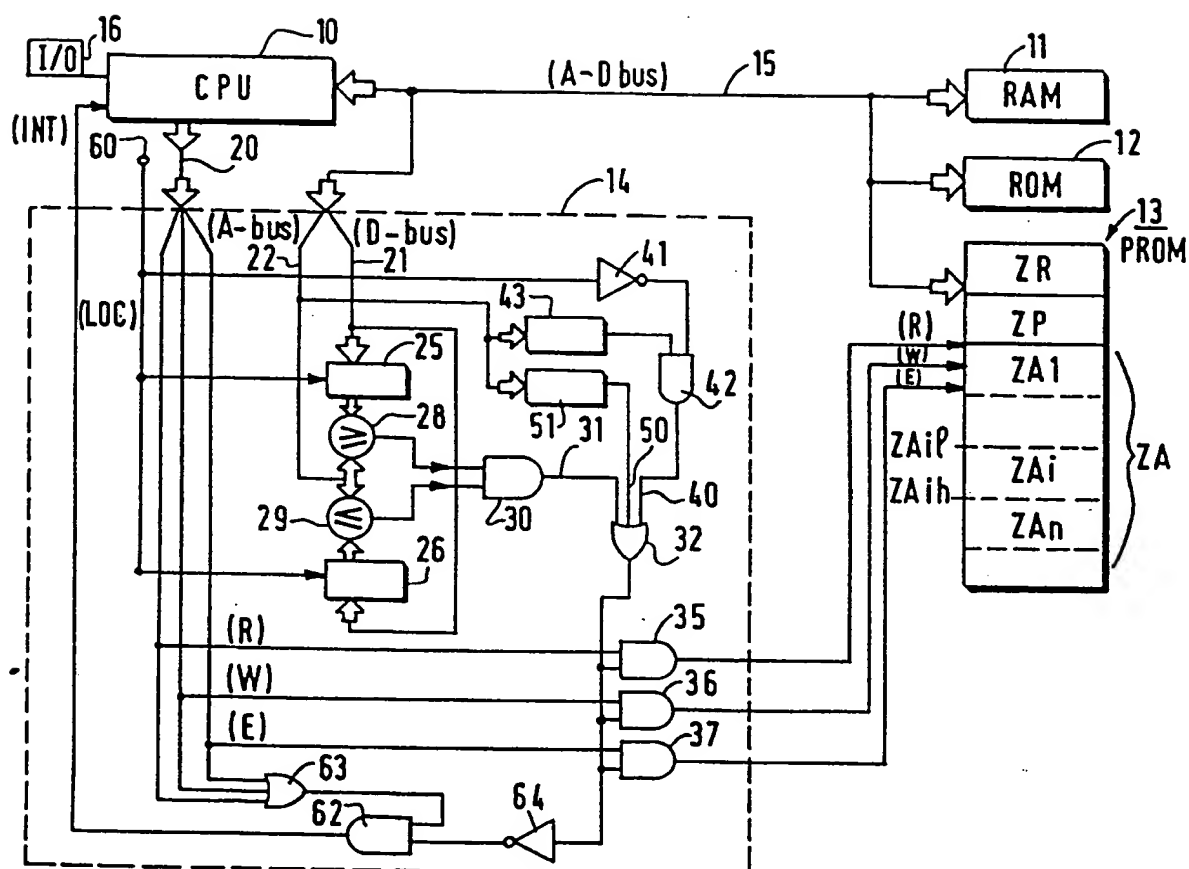 16
I/O
10
CPU
(A-D bus)
15
11
RAM
(INT)
60
20
12
ROM
14
13
PROM
(A-bus)
(D-bus)
22
21
41
ZR
(LOC)
43
ZP
(R)
25
(W)
ZA1
42
(E)
28
51
31
50
ZAil
ZA
ZAi
40
ZAih
29
30
32
ZAn
26
(R)
35
(W)
36
(E)
37
63
62
64